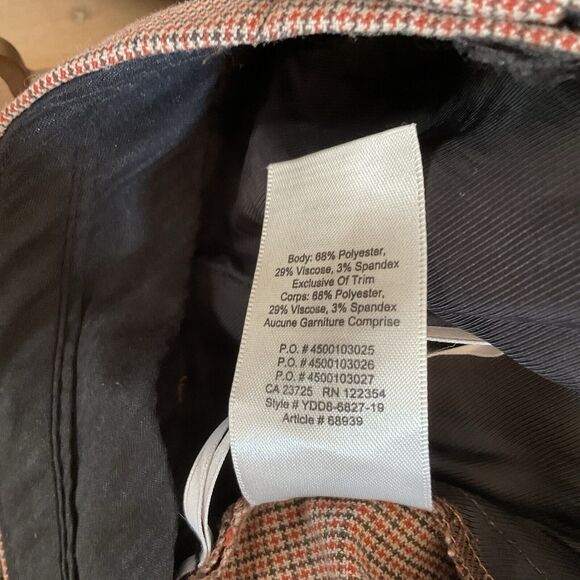 Body: 68% Polyester,
29% Viscose, 3% Spandex
Exclusive Of Trim
Corps: 68% Polyester,
29% Viscose, 3% Spandex
Aucune Garniture Comprise
P.O. # 4500103025
P.O. # 4500103026
P.O. # 4500103027
CA 23725 RN 122354
Style # YDD8-6827-19
Article # 68939